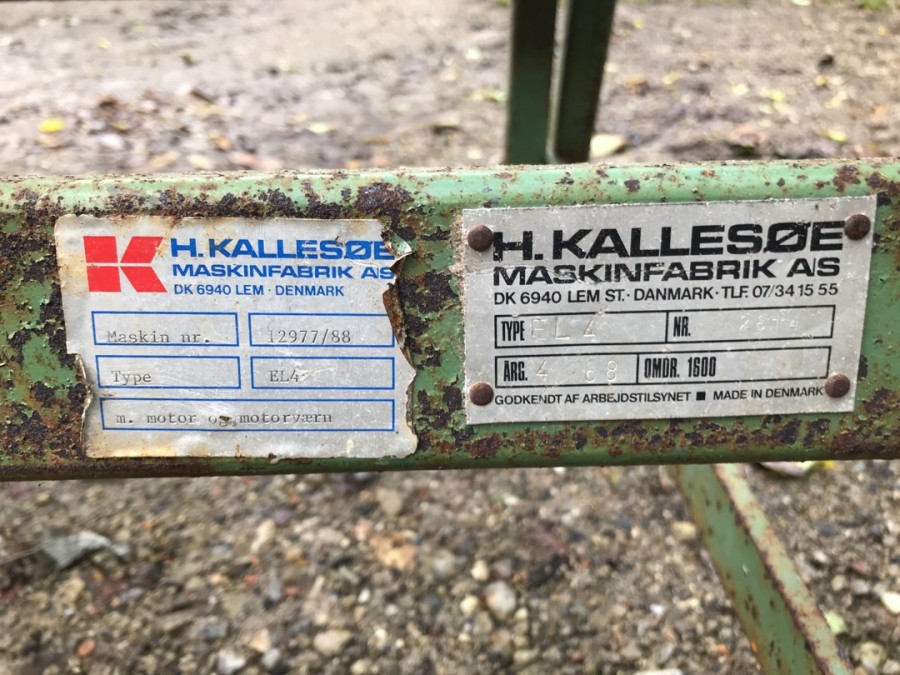 K H. KALLESØE
MASKINFABRIK A/S
DK 6940 LEM · DENMARK
Maskin nr. 12977/88
Type EL4
m. motor og motorværn
H. KALLESØE
MASKINFABRIK A/S
DK 6940 LEM ST. · DANMARK · TLF. 07/34 15 55
TYPE EL4 NR.
ÅRG. OMDR. 1600
GODKENDT AF ARBEJDSTILSYNET ■ MADE IN DENMARK